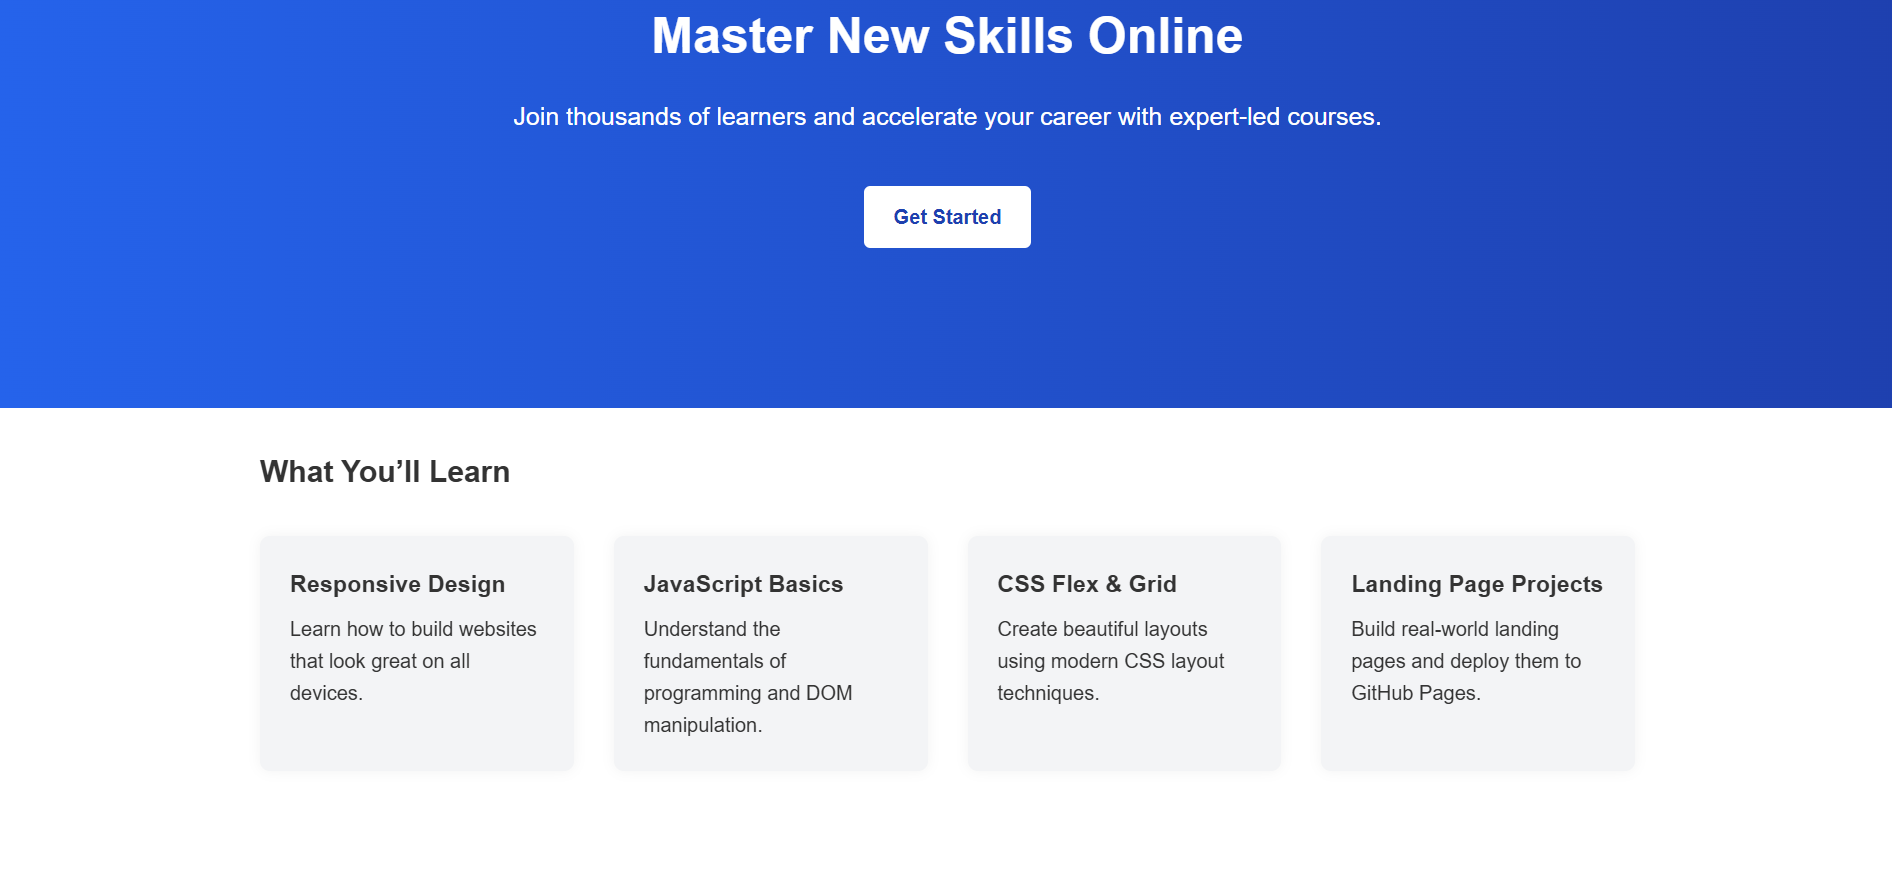 Master New Skills Online
Join thousands of learners and accelerate your career with expert-led courses.
Get Started
What You’ll Learn
Responsive Design
Learn how to build websites
that look great on all
devices.
JavaScript Basics
Understand the
fundamentals of
programming and DOM
manipulation.
CSS Flex & Grid
Create beautiful layouts
using modern CSS layout
techniques.
Landing Page Projects
Build real-world landing
pages and deploy them to
GitHub Pages.